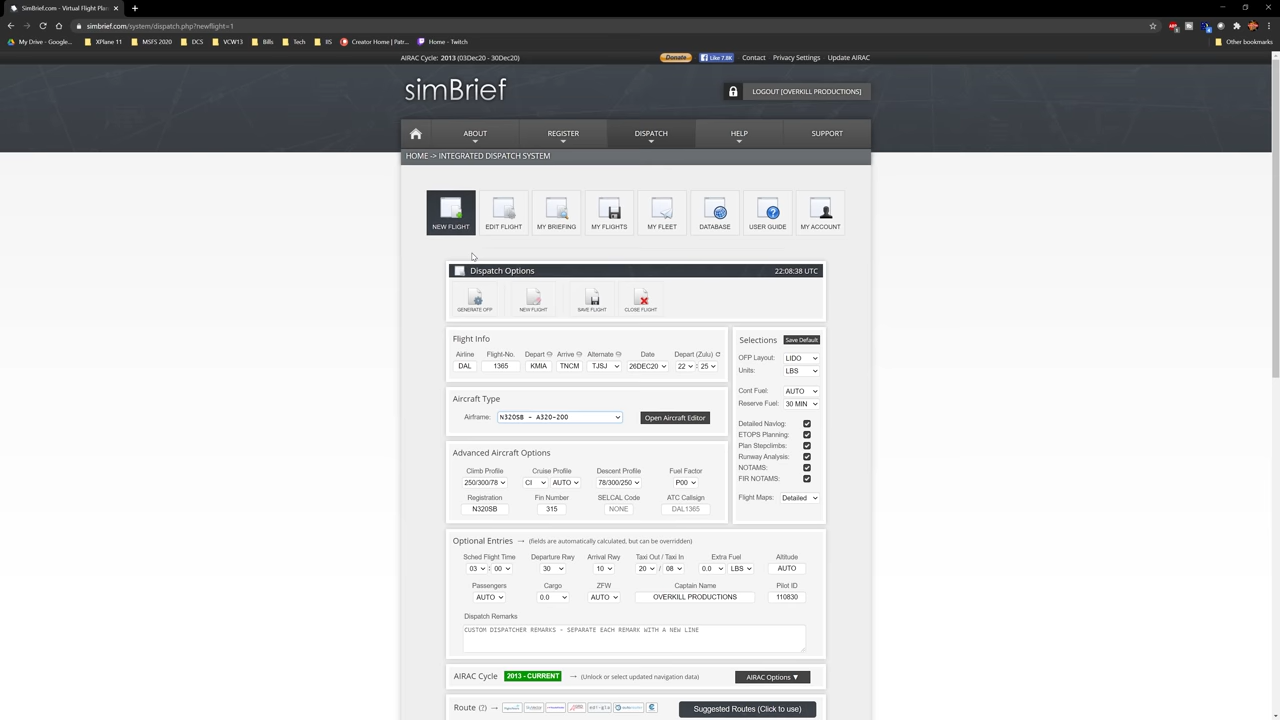 simBrief - Virtual Flight Plan
simbrief.com/system/dispatch.php?newflight=1
My Drive - Google... XPlane 11 MSFS 2020 DCS VCW13 Bills Tech IIS Creator Home | Patr... Home - Twitch Other bookmarks
AIRAC Cycle: 2013 (03Dec20 - 30Dec20) Donate Like 7.8K Contact Privacy Settings Update AIRAC
simBrief
LOGOUT [OVERKILL PRODUCTIONS]
ABOUT REGISTER DISPATCH HELP SUPPORT
HOME -> INTEGRATED DISPATCH SYSTEM
NEW FLIGHT EDIT FLIGHT MY BRIEFING MY FLIGHTS MY FLEET DATABASE USER GUIDE MY ACCOUNT
Dispatch Options 22:08:38 UTC
GENERATE OFP NEW FLIGHT SAVE FLIGHT CLOSE FLIGHT
Flight Info
Airline Flight-No. Depart Arrive Alternate Date Depart (Zulu)
DAL 1365 KMIA TNCM TJSJ 26DEC20 22 : 25
Aircraft Type
Airframe: N320SB - A320-200 Open Aircraft Editor
Advanced Aircraft Options
Climb Profile Cruise Profile Descent Profile Fuel Factor
250/300/78 CI AUTO 78/300/250 P00
Registration Fin Number SELCAL Code ATC Callsign
N320SB 315 NONE DAL1365
Selections Save Default
OFP Layout: LIDO
Units: LBS
Cont Fuel: AUTO
Reserve Fuel: 30 MIN
Detailed Navlog:
ETOPS Planning:
Plan Stepclimbs:
Runway Analysis:
NOTAMS:
FIR NOTAMS:
Flight Maps: Detailed
Optional Entries → (fields are automatically calculated, but can be overridden)
Sched Flight Time Departure Rwy Arrival Rwy Taxi Out / Taxi In Extra Fuel Altitude
03 : 00 30 10 20 / 08 0.0 LBS AUTO
Passengers Cargo ZFW Captain Name Pilot ID
AUTO 0.0 AUTO OVERKILL PRODUCTIONS 110830
Dispatch Remarks
CUSTOM DISPATCHER REMARKS - SEPARATE EACH REMARK WITH A NEW LINE
AIRAC Cycle 2013 - CURRENT → (Unlock or select updated navigation data) AIRAC Options ▼
Route (?) → Suggested Routes (Click to use)